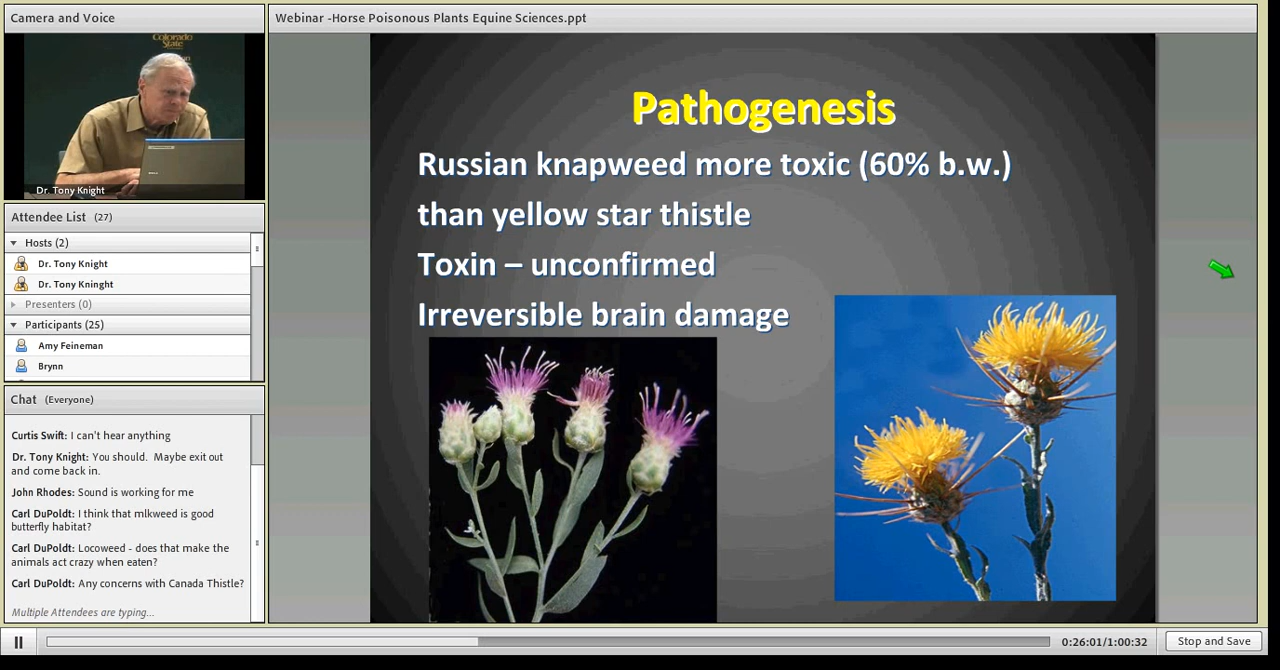 Camera and Voice
Colorado
State
Dr. Tony Knight
Attendee List (27)
Hosts (2)
Dr. Tony Knight
Dr. Tony Kninght
Presenters (0)
Participants (25)
Amy Feineman
Brynn
Chat (Everyone)
Curtis Swift: I can't hear anything
Dr. Tony Knight: You should. Maybe exit out
and come back in.
John Rhodes: Sound is working for me
Carl DuPoldt: I think that mlkweed is good
butterfly habitat?
Carl DuPoldt: Locoweed - does that make the
animals act crazy when eaten?
Carl DuPoldt: Any concerns with Canada Thistle?
Multiple Attendees are typing...
Webinar -Horse Poisonous Plants Equine Sciences.ppt
Pathogenesis
Russian knapweed more toxic (60% b.w.)
than yellow star thistle
Toxin – unconfirmed
Irreversible brain damage
0:26:01/1:00:32
Stop and Save